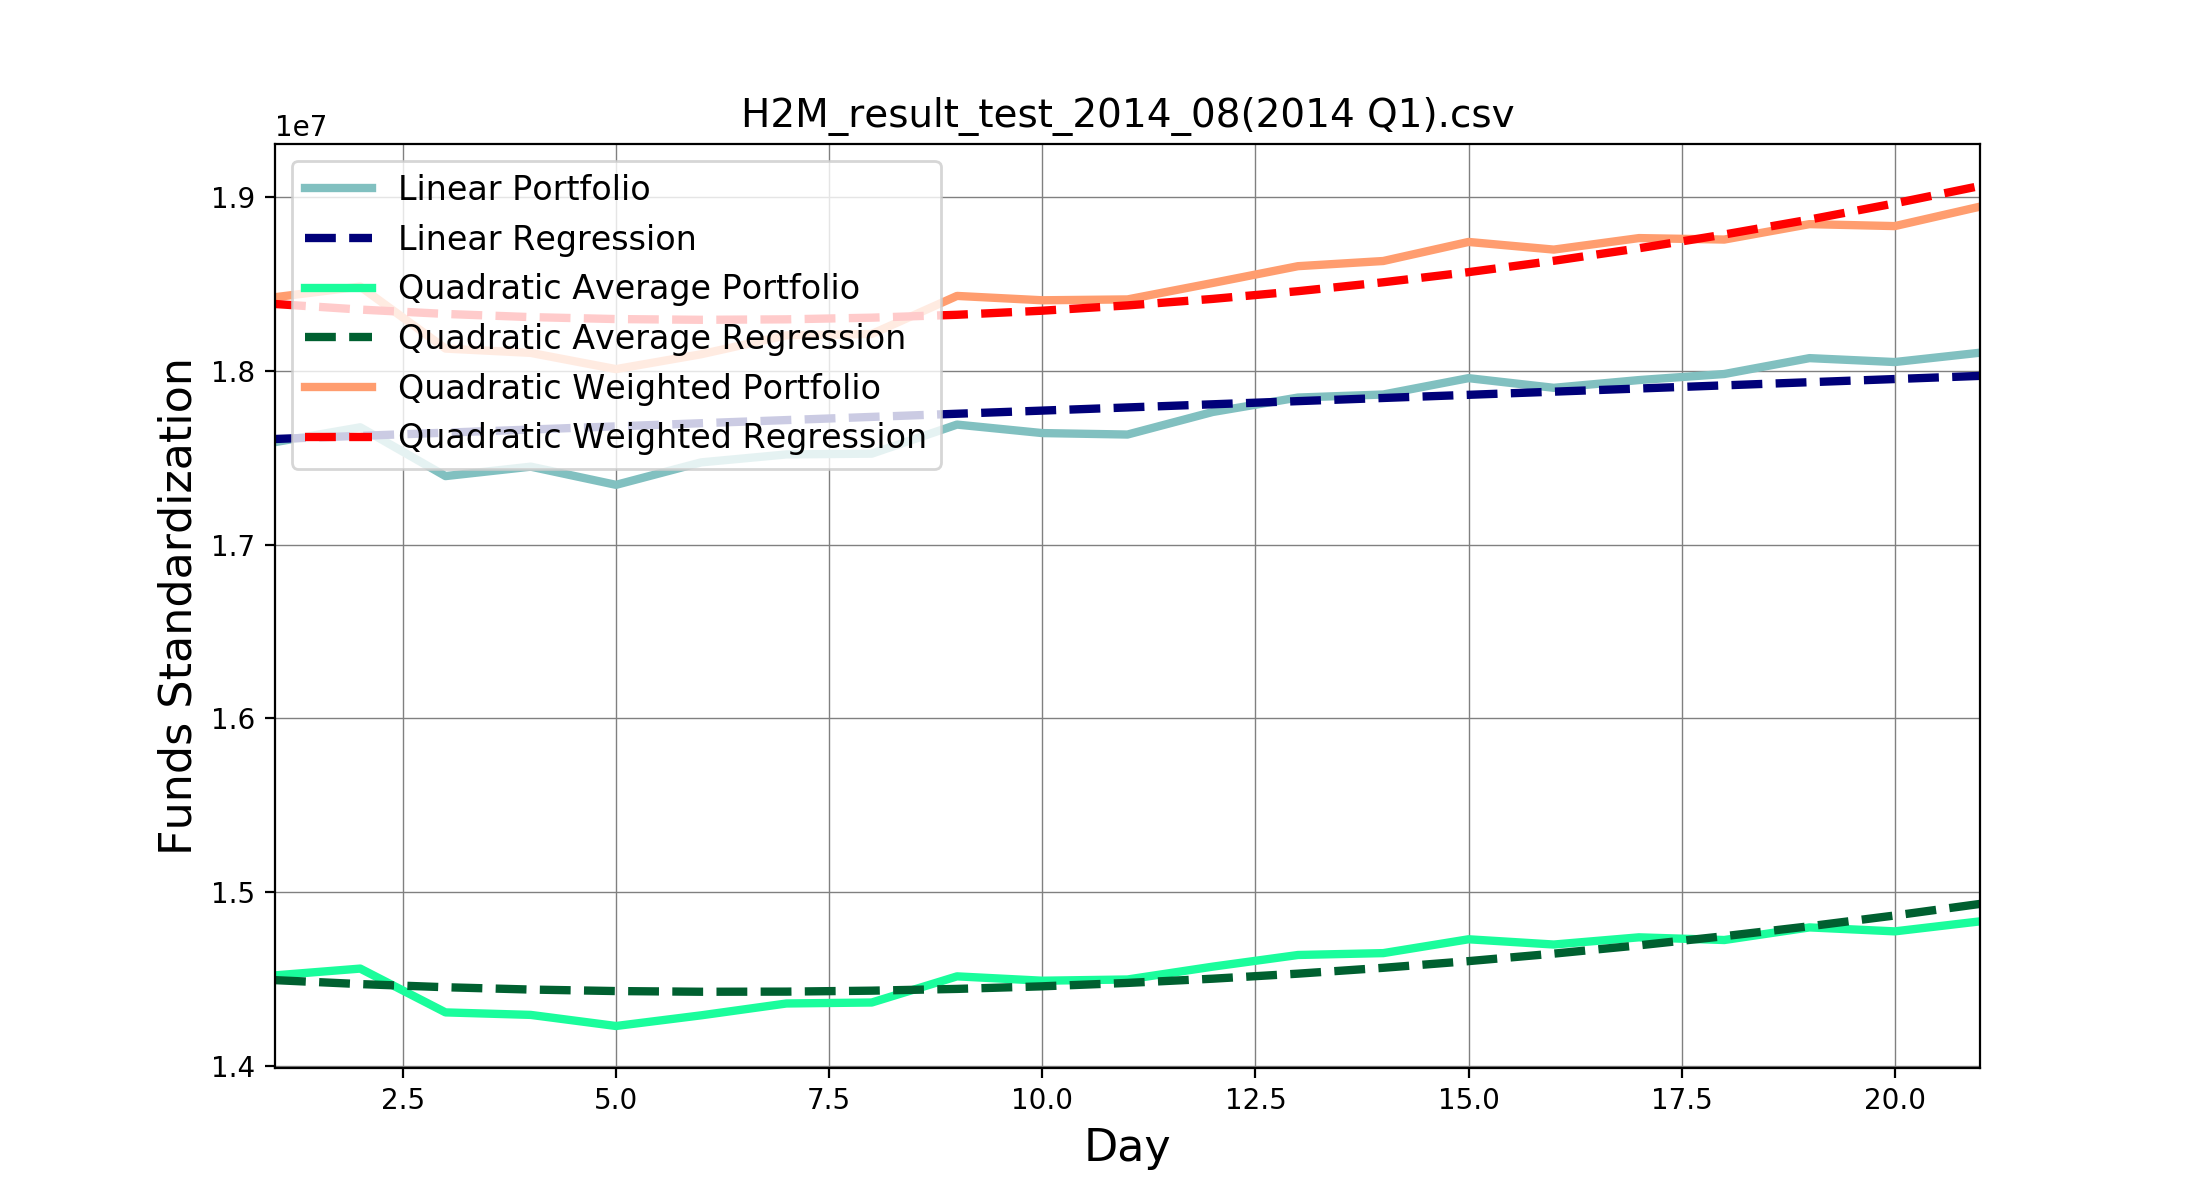 H2M_result_test_2014_08(2014 Q1).csv
1e7
Linear Portfolio
Linear Regression
Quadratic Average Portfolio
Quadratic Average Regression
Quadratic Weighted Portfolio
Quadratic Weighted Regression
1.9
1.8
1.7
1.6
1.5
1.4
Funds Standardization
2.5 5.0 7.5 10.0 12.5 15.0 17.5 20.0
Day